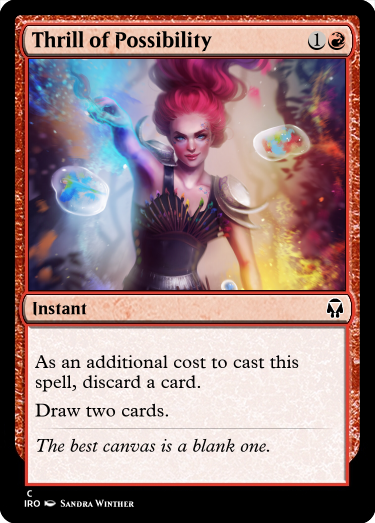 Thrill of Possibility 1
Instant
As an additional cost to cast this
spell, discard a card.
Draw two cards.
The best canvas is a blank one.
C
IRO Sandra Winther